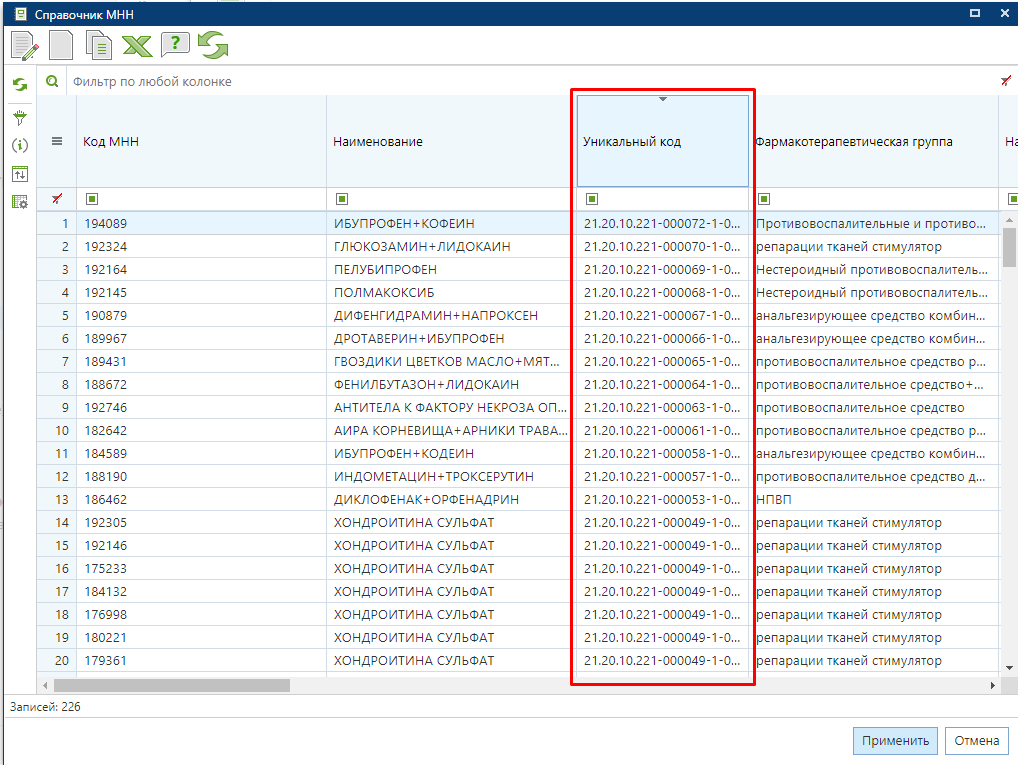 Справочник МНН
?
Фильтр по любой колонке
Код МНН Наименование Уникальный код Фармакотерапевтическая группа На
1 194089 ИБУПРОФЕН+КОФЕИН 21.20.10.221-000072-1-0... Противовоспалительные и противо...
2 192324 ГЛЮКОЗАМИН+ЛИДОКАИН 21.20.10.221-000070-1-0... репарации тканей стимулятор
3 192164 ПЕЛУБИПРОФЕН 21.20.10.221-000069-1-0... Нестероидный противовоспалитель...
4 192145 ПОЛМАКОКСИБ 21.20.10.221-000068-1-0... Нестероидный противовоспалитель...
5 190879 ДИФЕНГИДРАМИН+НАПРОКСЕН 21.20.10.221-000067-1-0... анальгезирующее средство комбин...
6 189967 ДРОТАВЕРИН+ИБУПРОФЕН 21.20.10.221-000066-1-0... анальгезирующее средство комбин...
7 189431 ГВОЗДИКИ ЦВЕТКОВ МАСЛО+МЯТ... 21.20.10.221-000065-1-0... противовоспалительное средство р...
8 188672 ФЕНИЛБУТАЗОН+ЛИДОКАИН 21.20.10.221-000064-1-0... противовоспалительное средство+...
9 192746 АНТИТЕЛА К ФАКТОРУ НЕКРОЗА ОП... 21.20.10.221-000063-1-0... противовоспалительное средство
10 182642 АИРА КОРНЕВИЩА+АРНИКИ ТРАВА... 21.20.10.221-000061-1-0... противовоспалительное средство р...
11 184589 ИБУПРОФЕН+КОДЕИН 21.20.10.221-000058-1-0... анальгезирующее средство комбин...
12 188190 ИНДОМЕТАЦИН+ТРОКСЕРУТИН 21.20.10.221-000057-1-0... противовоспалительное средство д...
13 186462 ДИКЛОФЕНАК+ОРФЕНАДРИН 21.20.10.221-000053-1-0... НПВП
14 192305 ХОНДРОИТИНА СУЛЬФАТ 21.20.10.221-000049-1-0... репарации тканей стимулятор
15 192146 ХОНДРОИТИНА СУЛЬФАТ 21.20.10.221-000049-1-0... репарации тканей стимулятор
16 175233 ХОНДРОИТИНА СУЛЬФАТ 21.20.10.221-000049-1-0... репарации тканей стимулятор
17 184132 ХОНДРОИТИНА СУЛЬФАТ 21.20.10.221-000049-1-0... репарации тканей стимулятор
18 176998 ХОНДРОИТИНА СУЛЬФАТ 21.20.10.221-000049-1-0... репарации тканей стимулятор
19 180221 ХОНДРОИТИНА СУЛЬФАТ 21.20.10.221-000049-1-0... репарации тканей стимулятор
20 179361 ХОНДРОИТИНА СУЛЬФАТ 21.20.10.221-000049-1-0... репарации тканей стимулятор
Записей: 226
Применить Отмена